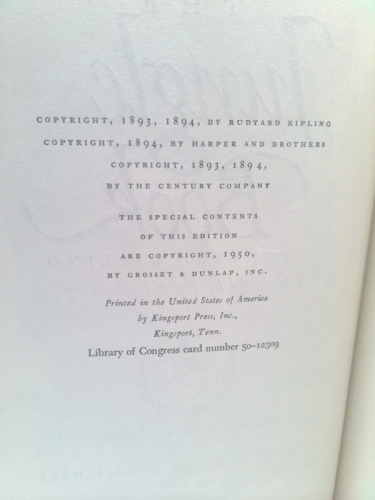 COPYRIGHT, 1893, 1894, BY RUDYARD KIPLING
COPYRIGHT, 1894, BY HARPER AND BROTHERS
COPYRIGHT, 1893, 1894,
BY THE CENTURY COMPANY
THE SPECIAL CONTENTS
OF THIS EDITION
ARE COPYRIGHT, 1950,
BY GROSSET & DUNLAP, INC.
Printed in the United States of America
by Kingsport Press, Inc.,
Kingsport, Tenn.
Library of Congress card number 50-12309